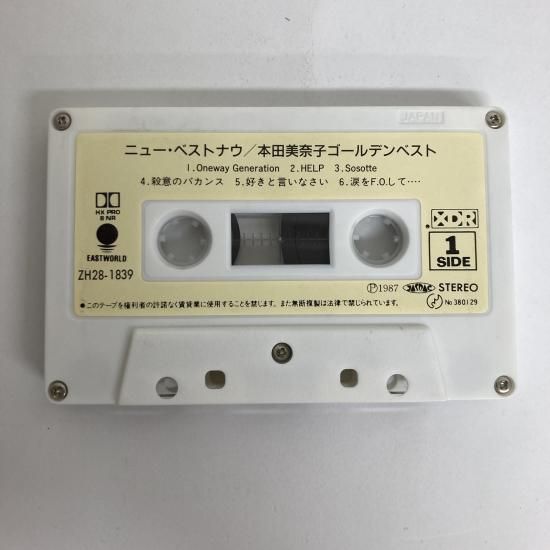 JAPAN
ニュー・ベストナウ/本田美奈子ゴールデンベスト
1.Oneway Generation 2.HELP 3.Sosotte
4.殺意のバカンス 5.好きと言いなさい 6.涙をF.O.して‥‥
HX PRO
B NR
EASTWORLD
ZH28-1839
XDR
1
SIDE
Ⓟ1987 STEREO
●このテープを権利者の許諾なく賃貸業に使用することを禁じます。また無断複製は法律で禁じられています。
No 380129